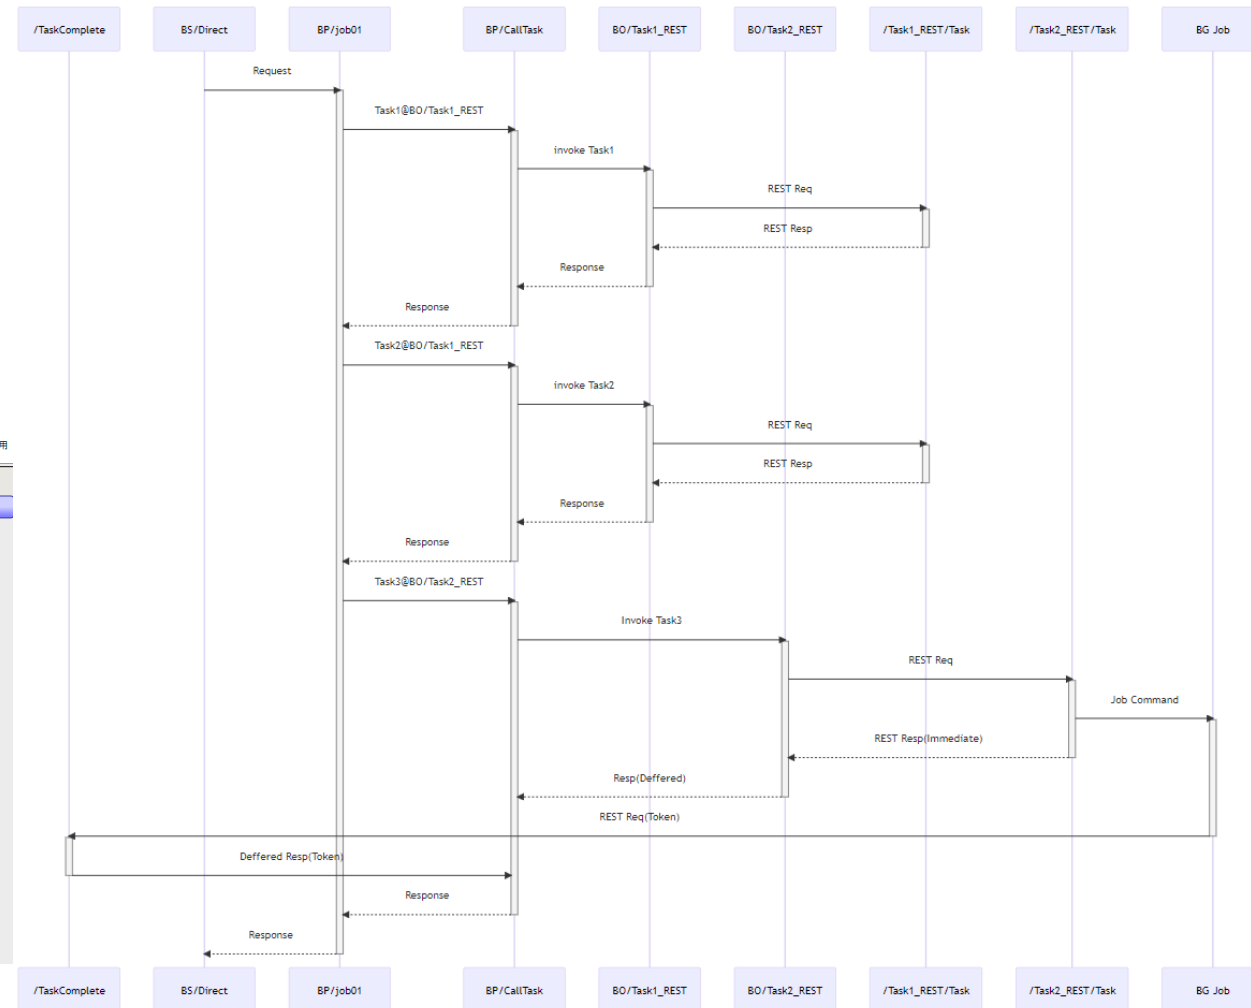 /TaskComplete
BS/Direct
BP/job01
BP/CallTask
BO/Task1_REST
BO/Task2_REST
/Task1_REST/Task
/Task2_REST/Task
BG Job
Request
Task1@BO/Task1_REST
invoke Task1
REST Req
REST Resp
Response
Response
Task2@BO/Task1_REST
invoke Task2
REST Req
用
REST Resp
Response
Response
Task3@BO/Task2_REST
Invoke Task3
REST Req
Job Command
REST Resp(Immediate)
Resp(Deffered)
REST Req(Token)
Deffered Resp(Token)
Response
Response
/TaskComplete
BS/Direct
BP/job01
BP/CallTask
BO/Task1_REST
BO/Task2_REST
/Task1_REST/Task
/Task2_REST/Task
BG Job